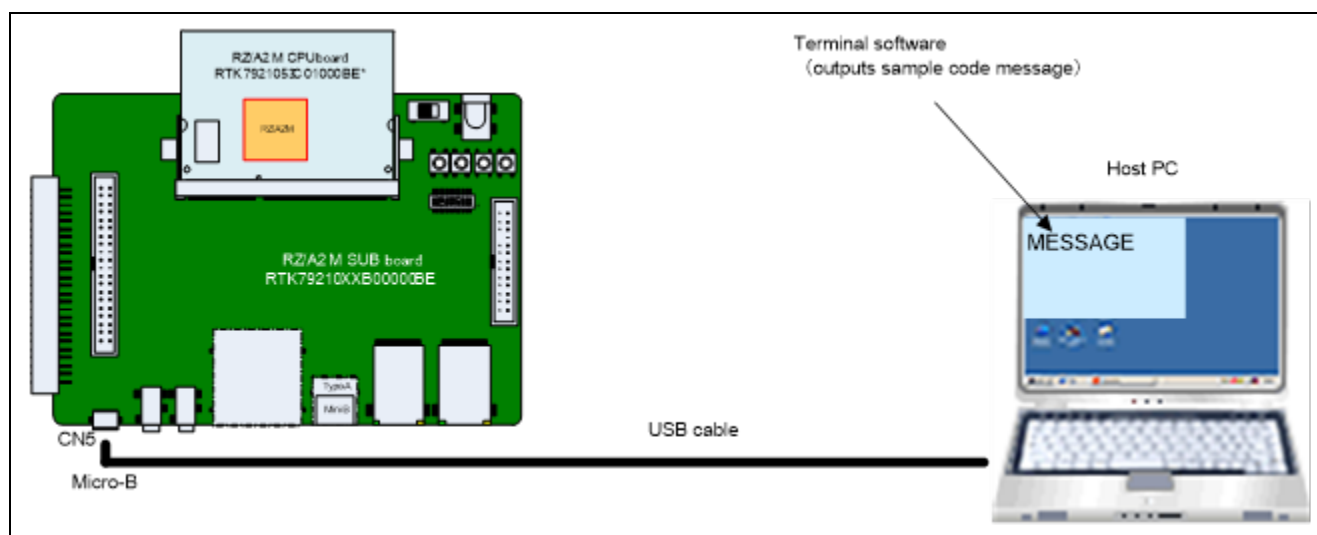 RZ/A2M CPUboard
RTK7921053C01000BE*
RZ/A2M
RZ/A2M SUB board
RTK79210XXB00000BE
TypeA
MiniB
CN5
Micro-B
USB cable
Terminal software
(outputs sample code message)
Host PC
MESSAGE